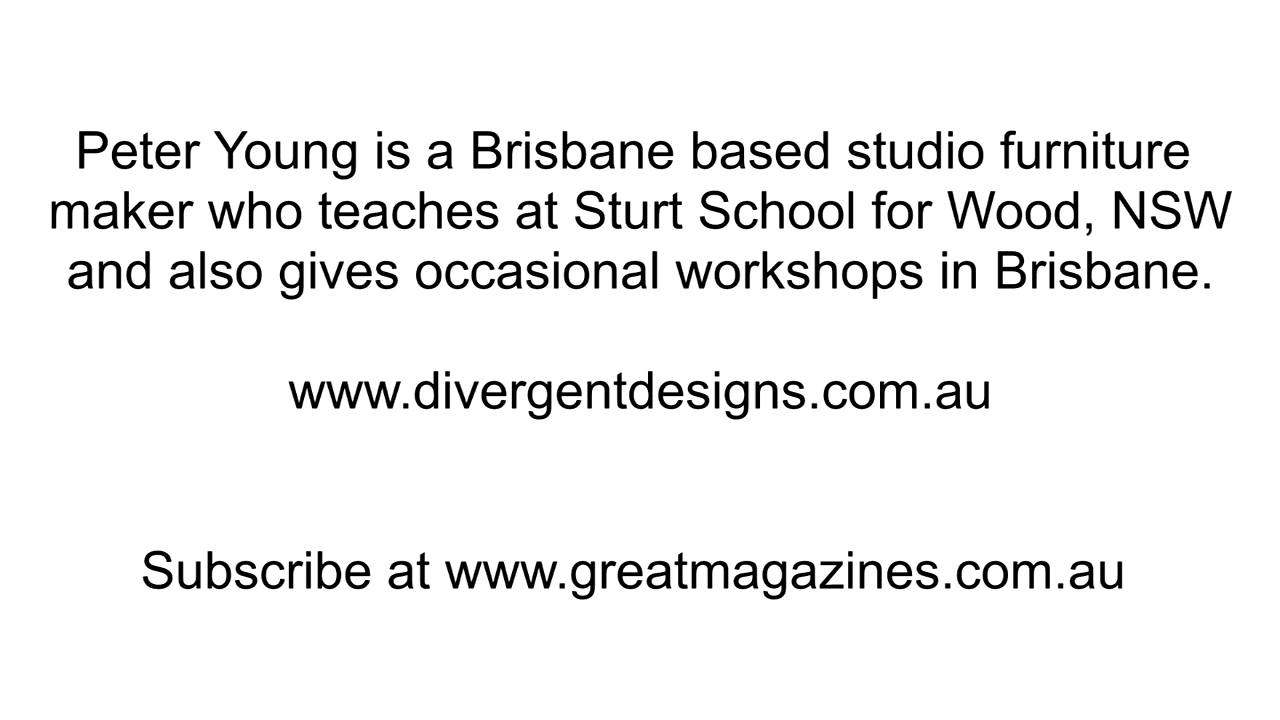 Peter Young is a Brisbane based studio furniture
maker who teaches at Sturt School for Wood, NSW
and also gives occasional workshops in Brisbane.
www.divergentdesigns.com.au
Subscribe at www.greatmagazines.com.au